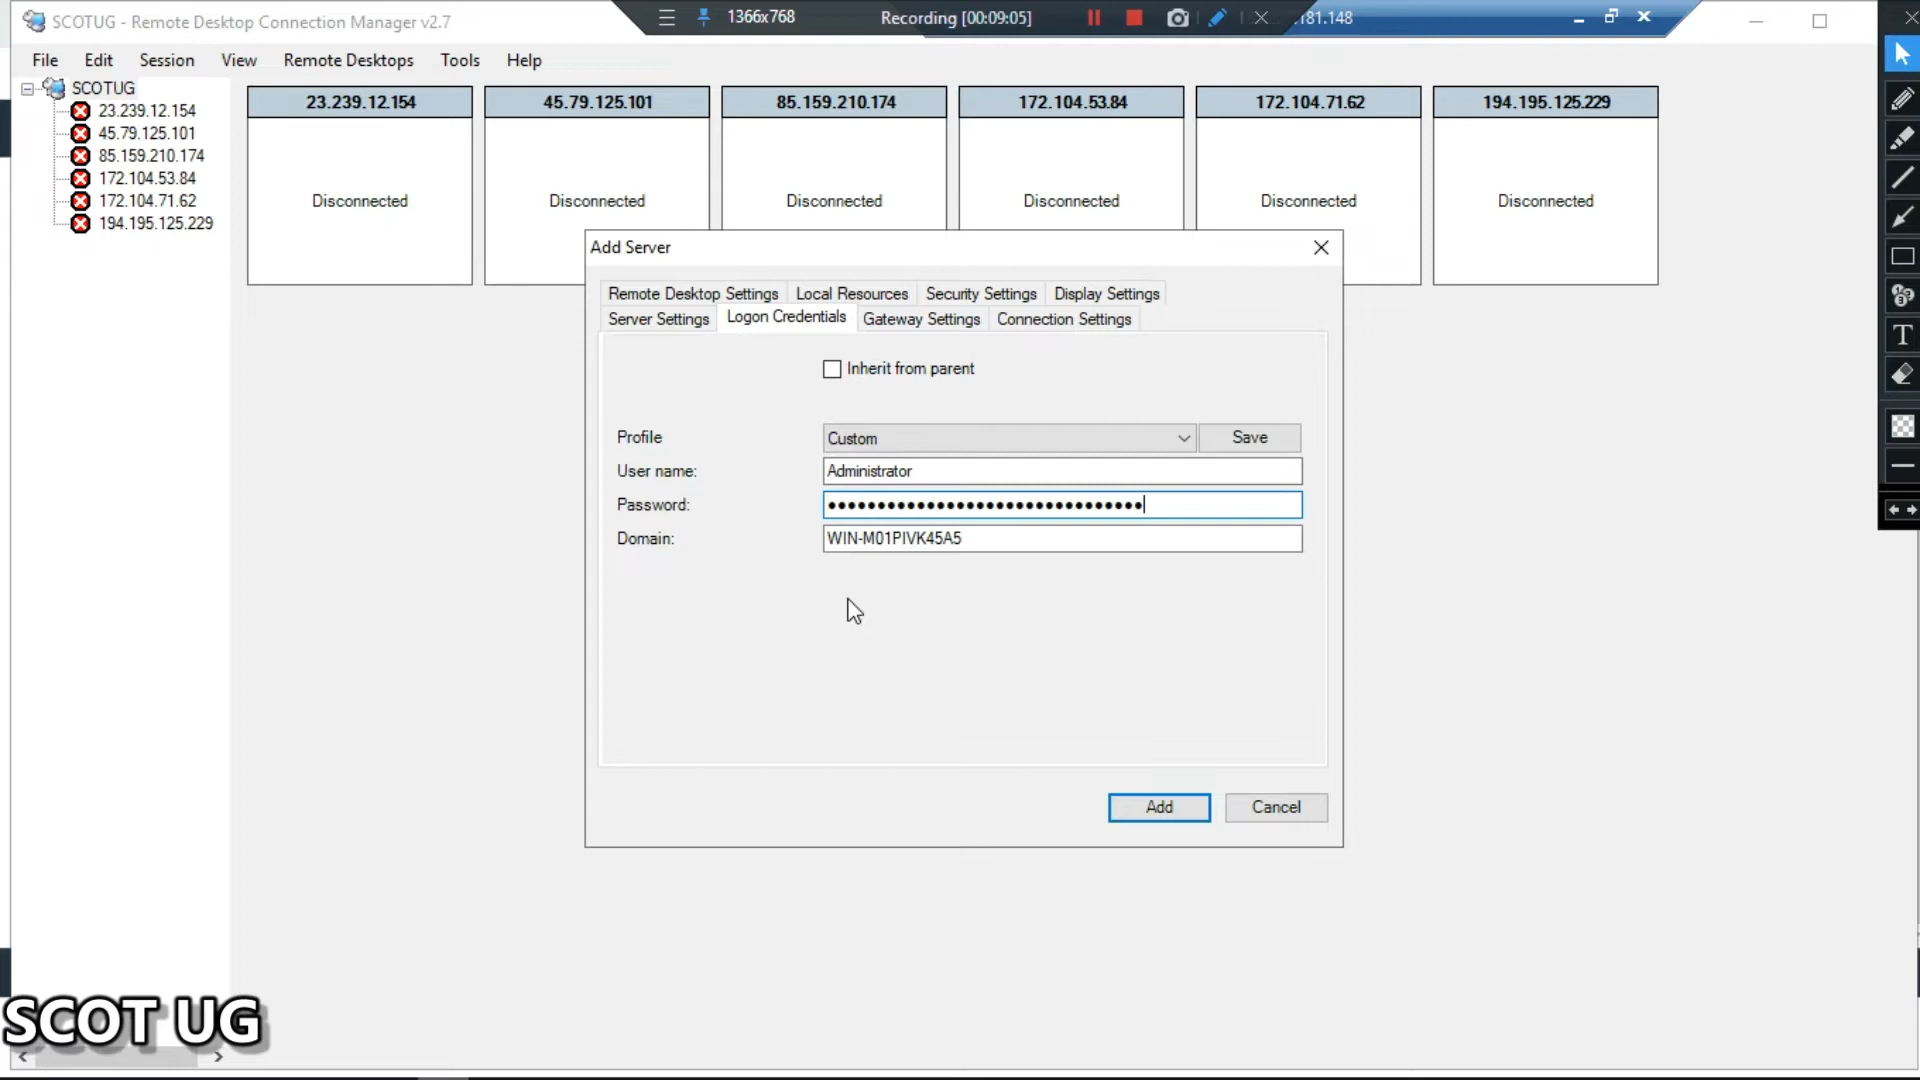 SCOTUG - Remote Desktop Connection Manager v2.7
1366x768
Recording [00:09:05]
181.148
File Edit Session View Remote Desktops Tools Help
SCOTUG
23.239.12.154
45.79.125.101
85.159.210.174
172.104.53.84
172.104.71.62
194.195.125.229
23.239.12.154 45.79.125.101 85.159.210.174 172.104.53.84 172.104.71.62 194.195.125.229
Disconnected Disconnected Disconnected Disconnected Disconnected Disconnected
Add Server
Remote Desktop Settings Local Resources Security Settings Display Settings
Server Settings Logon Credentials Gateway Settings Connection Settings
Inherit from parent
Profile Custom Save
User name: Administrator
Password:
Domain: WIN-M01PIVK45A5
Add Cancel
SCOT UG